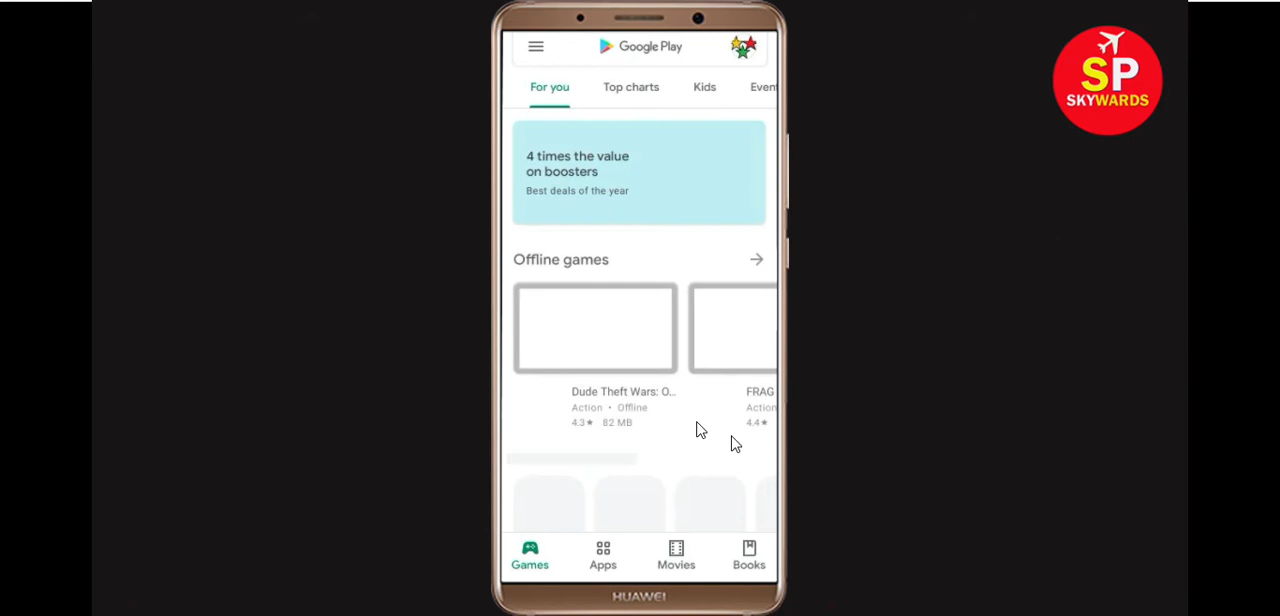 Google Play
SP
SKYWARDS
For you Top charts Kids Even
4 times the value
on boosters
Best deals of the year
Offline games
Dude Theft Wars: O... FRAG
Action • Offline Action
4.3★ 82 MB 4.4★
Games Apps Movies Books
HUAWEI